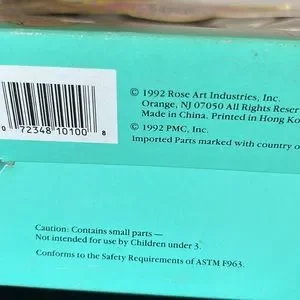 © 1992 Rose Art Industries, Inc.
Orange, NJ 07050 All Rights
Made in China. Printed in Hong
© 1992 PMC, Inc.
Imported Parts marked with country
0 72348 10100 8
Caution: Contains small parts —
Not intended for use by Children under 3.
Conforms to the Safety Requirements of ASTM F963.